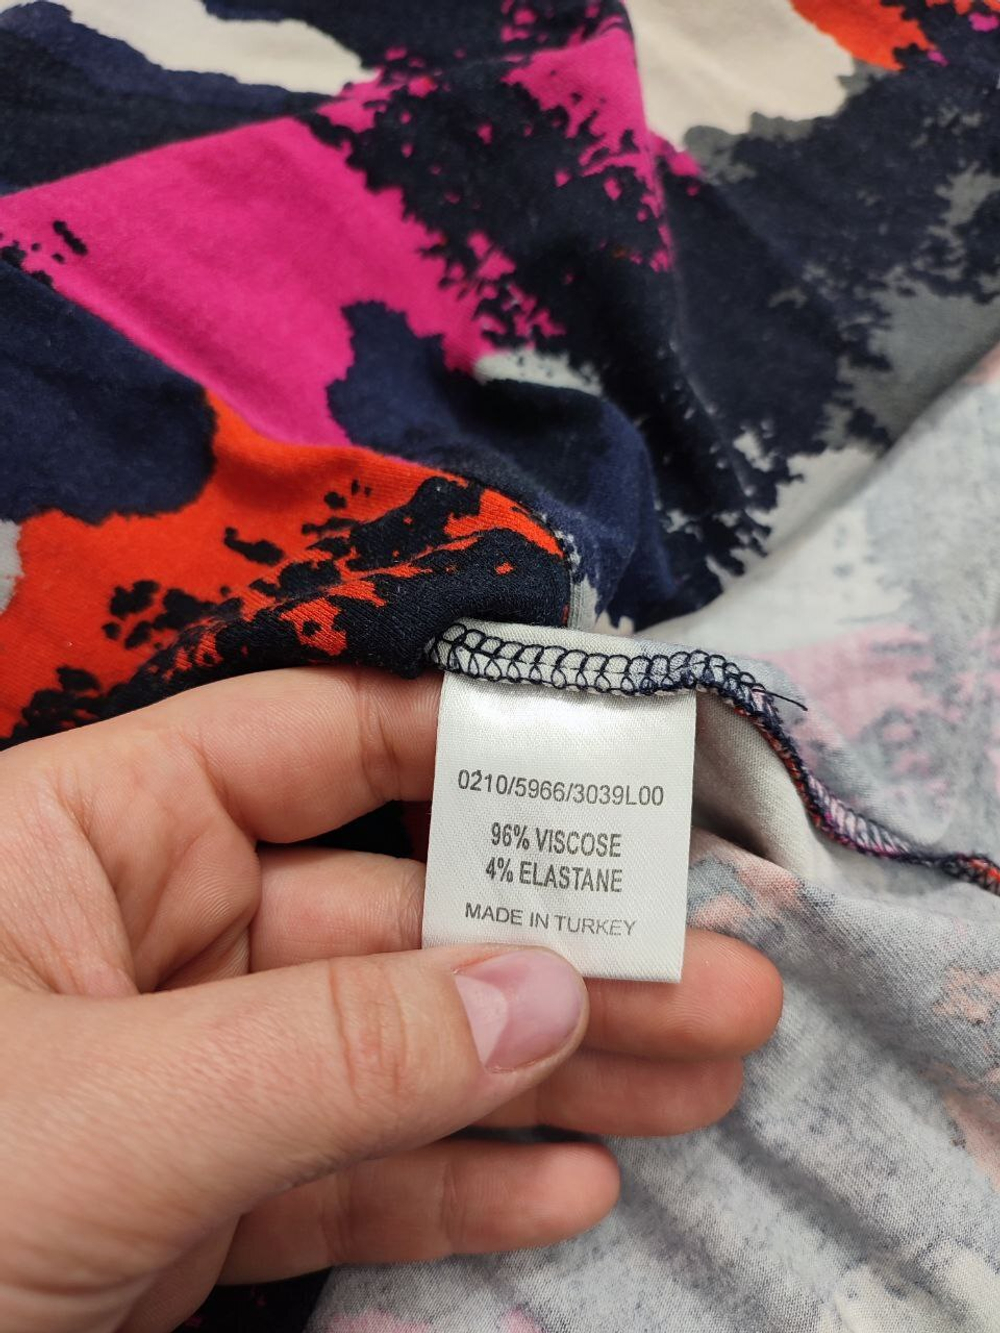 0210/5966/3039L00
96% VISCOSE
4% ELASTANE
MADE IN TURKEY